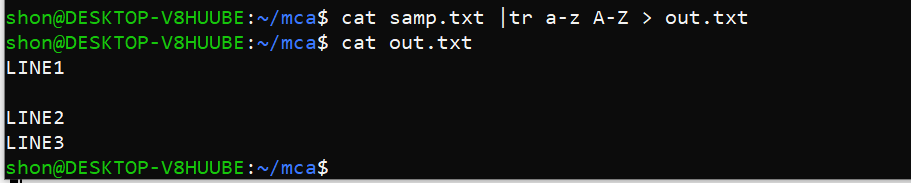 shon@DESKTOP-V8HUUBE:~/mca$ cat samp.txt |tr a-z A-Z > out.txt
shon@DESKTOP-V8HUUBE:~/mca$ cat out.txt
LINE1

LINE2
LINE3
shon@DESKTOP-V8HUUBE:~/mca$